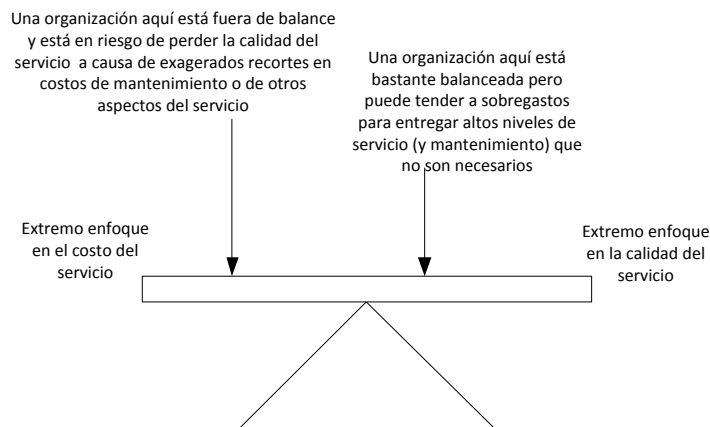 Una organización aquí está fuera de balance
y está en riesgo de perder la calidad del
servicio a causa de exagerados recortes en
costos de mantenimiento o de otros
aspectos del servicio
Una organización aquí está
bastante balanceada pero
puede tender a sobregastos
para entregar altos niveles de
servicio (y mantenimiento) que
no son necesarios
Extremo enfoque
en el costo del
servicio
Extremo enfoque
en la calidad del
servicio